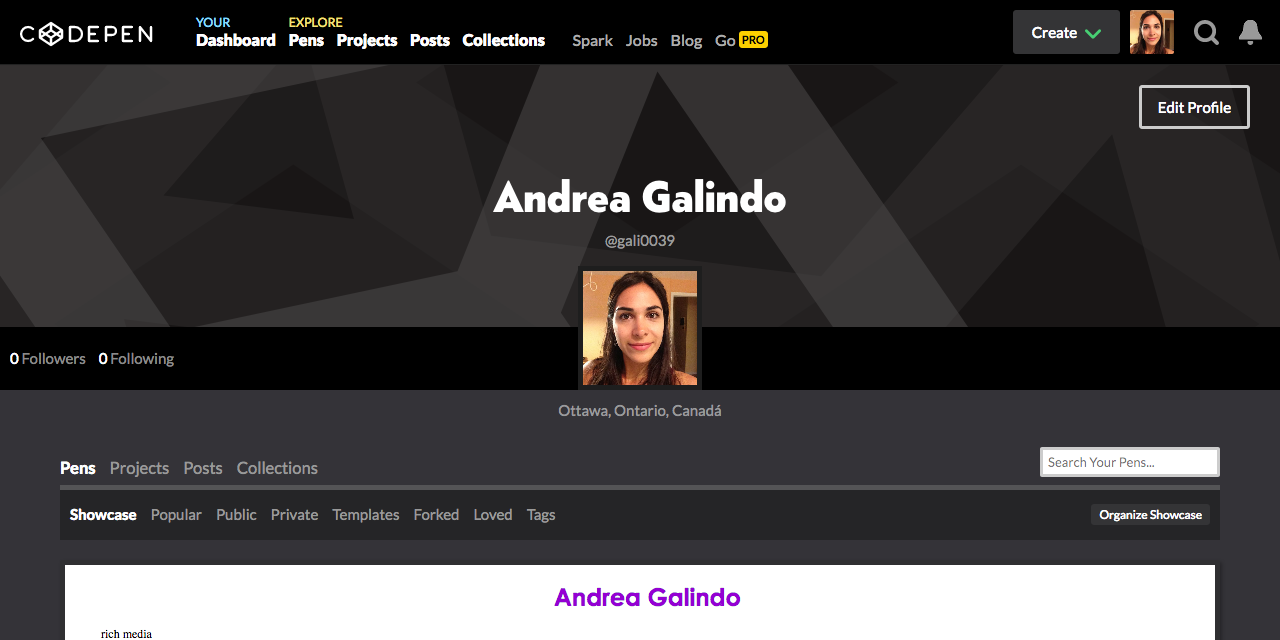 CODEPEN
YOUR
Dashboard
EXPLORE
Pens Projects Posts Collections
Spark Jobs Blog Go PRO
Create
Edit Profile
Andrea Galindo
@gali0039
0 Followers 0 Following
Ottawa, Ontario, Canadá
Pens Projects Posts Collections
Search Your Pens...
Showcase Popular Public Private Templates Forked Loved Tags
Organize Showcase
Andrea Galindo
rich media